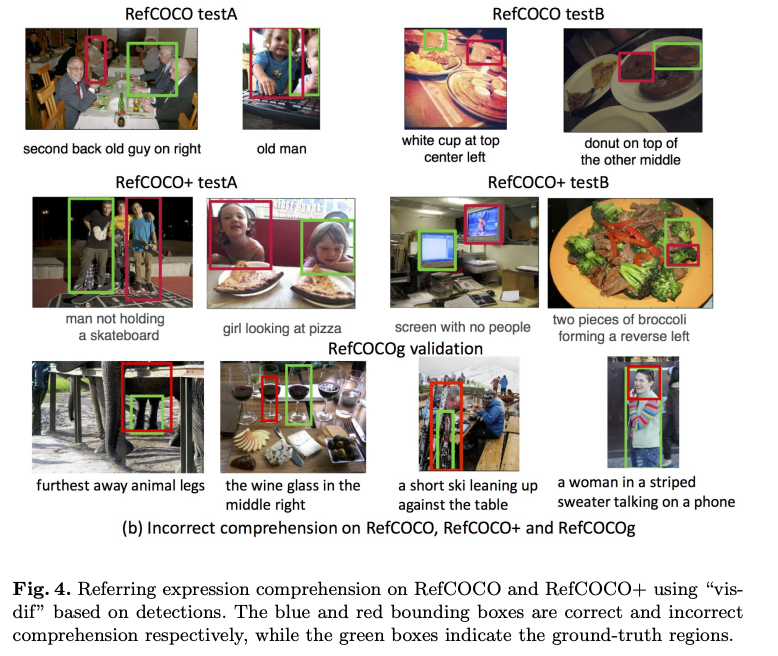 RefCOCO testA
RefCOCO testB
second back old guy on right
old man
white cup at top
center left
donut on top of
the other middle
RefCOCO+ testA
RefCOCO+ testB
man not holding
a skateboard
girl looking at pizza
screen with no people
two pieces of broccoli
forming a reverse left
RefCOCOg validation
furthest away animal legs
the wine glass in the
middle right
a short ski leaning up
against the table
a woman in a striped
sweater talking on a phone
(b) Incorrect comprehension on RefCOCO, RefCOCO+ and RefCOCOg
Fig. 4. Referring expression comprehension on RefCOCO and RefCOCO+ using “vis-
dif” based on detections. The blue and red bounding boxes are correct and incorrect
comprehension respectively, while the green boxes indicate the ground-truth regions.